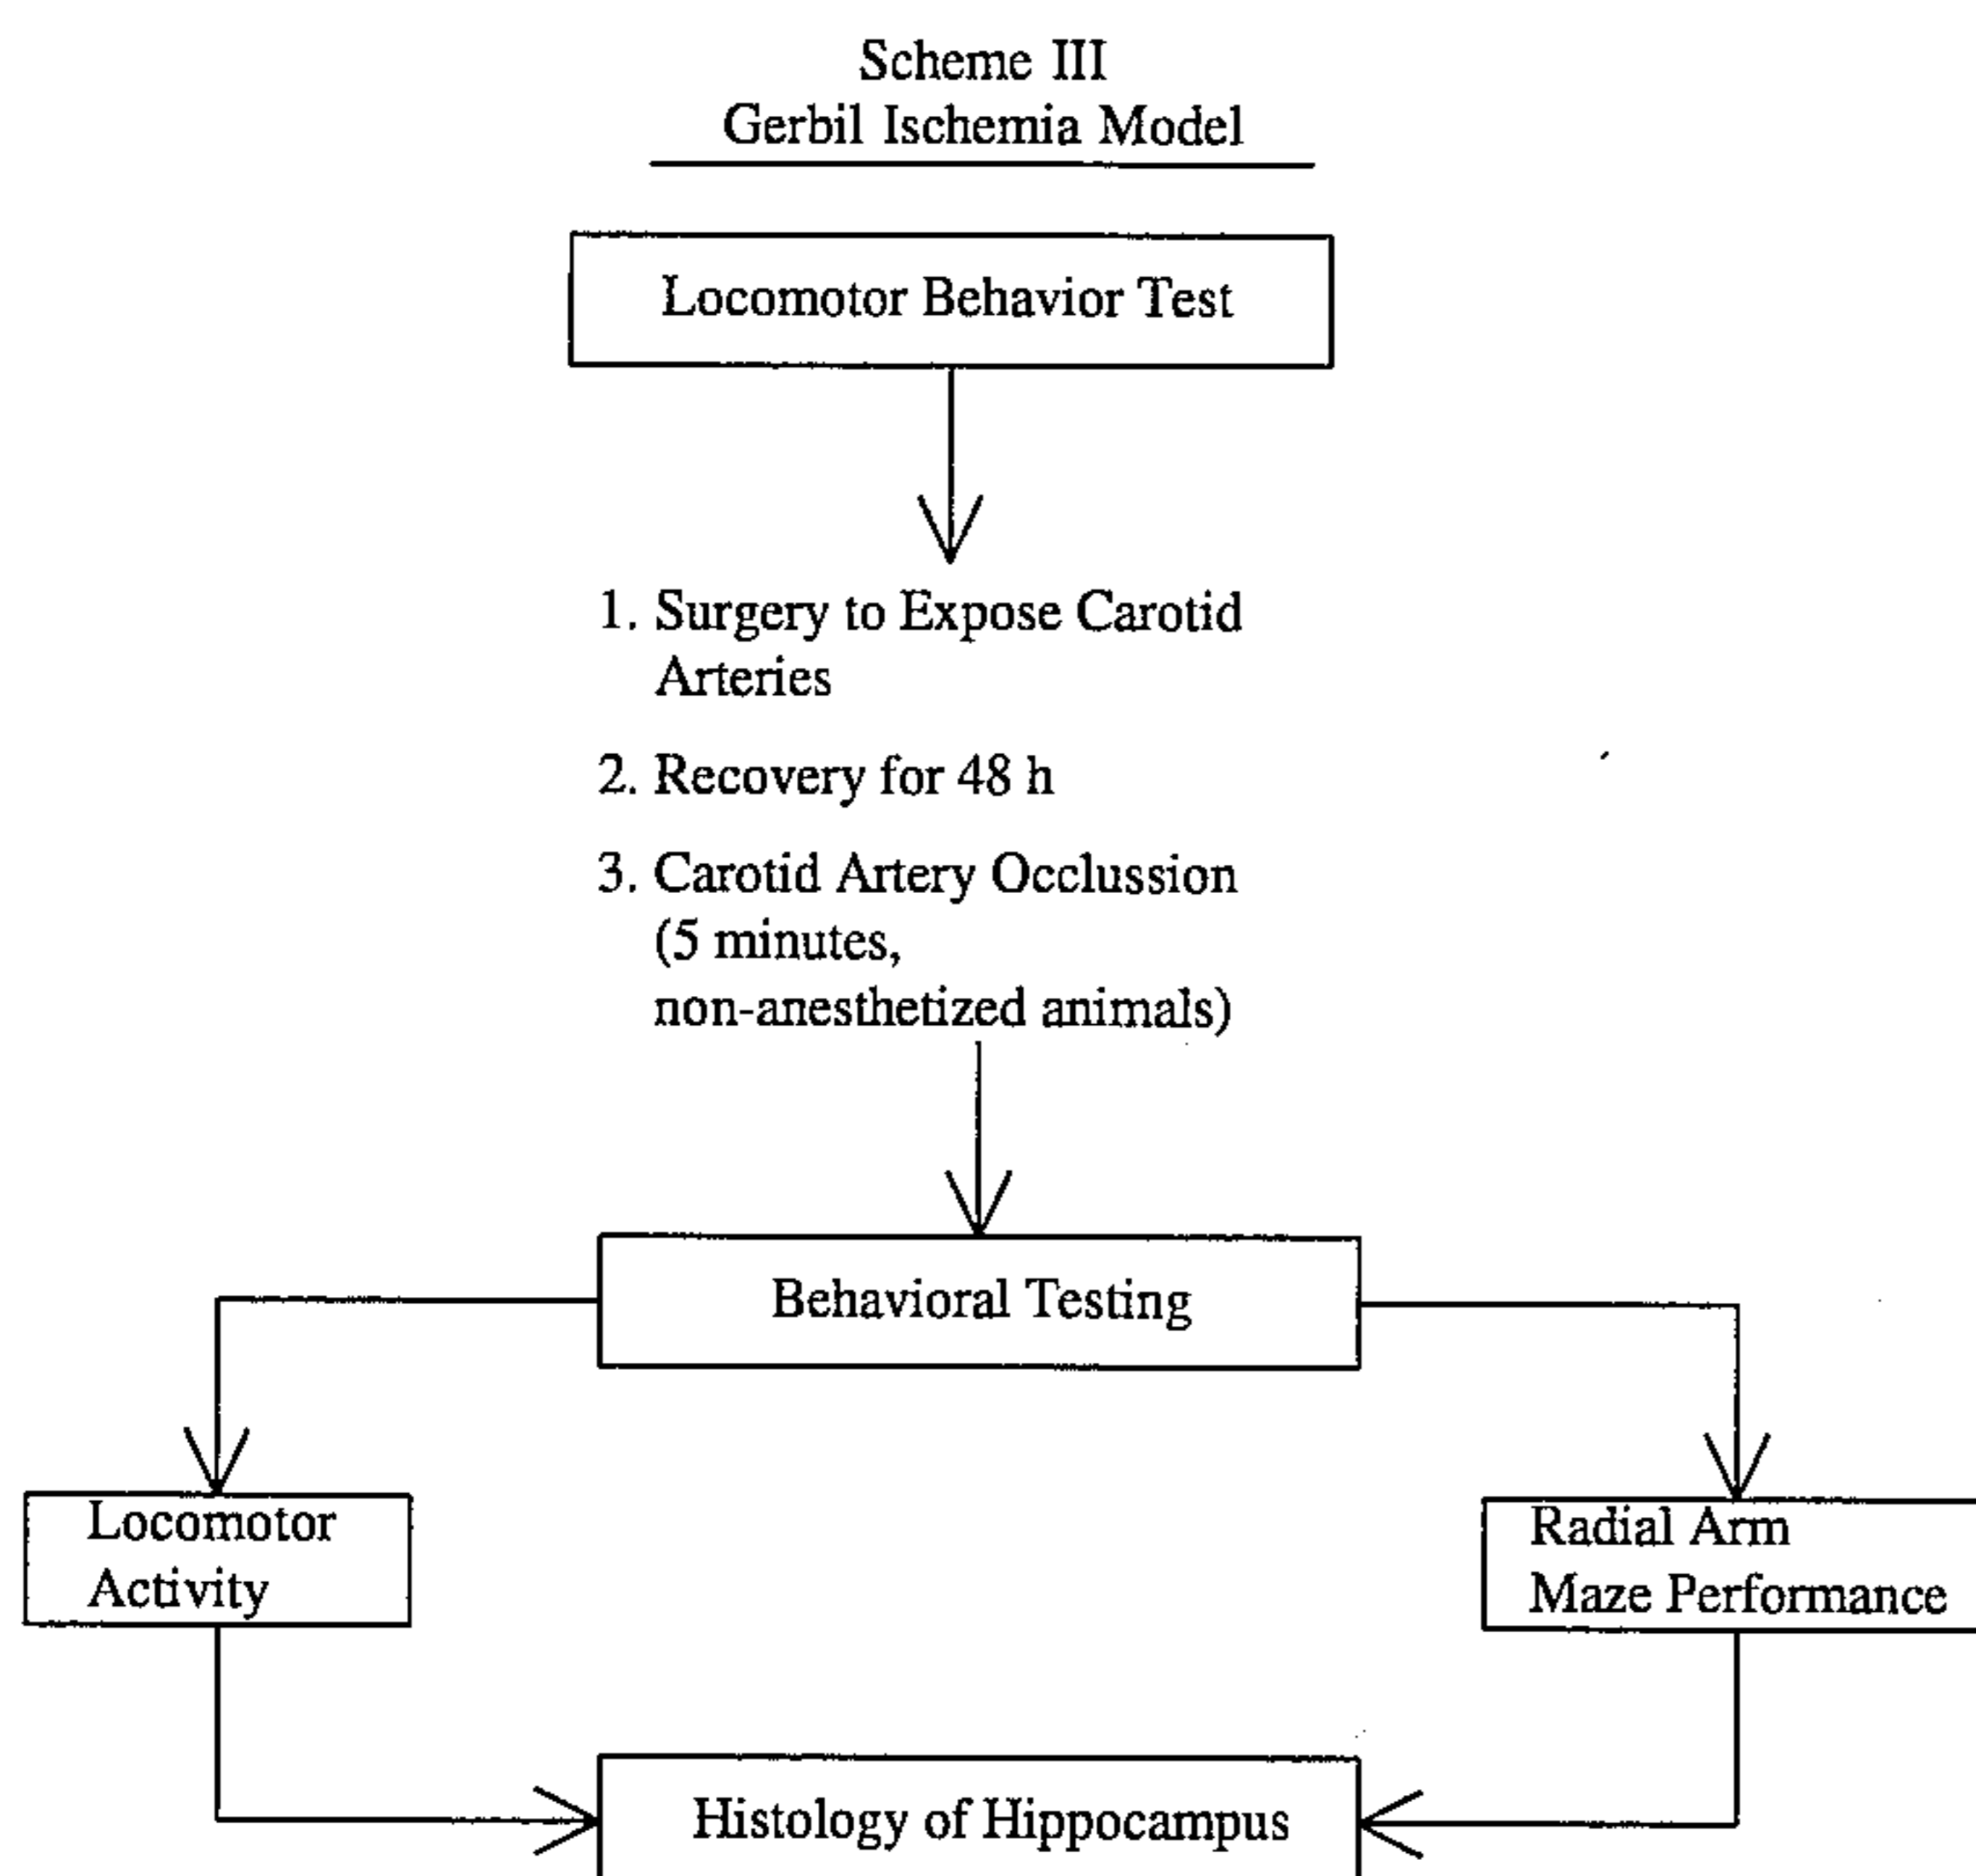 Scheme III
Gerbil Ischemia Model
Locomotor Behavior Test
1. Surgery to Expose Carotid
Arteries
2. Recovery for 48 h
3. Carotid Artery Occlussion
(5 minutes,
non-anesthetized animals)
Behavioral Testing
Locomotor
Activity
Radial Arm
Maze Performance
Histology of Hippocampus